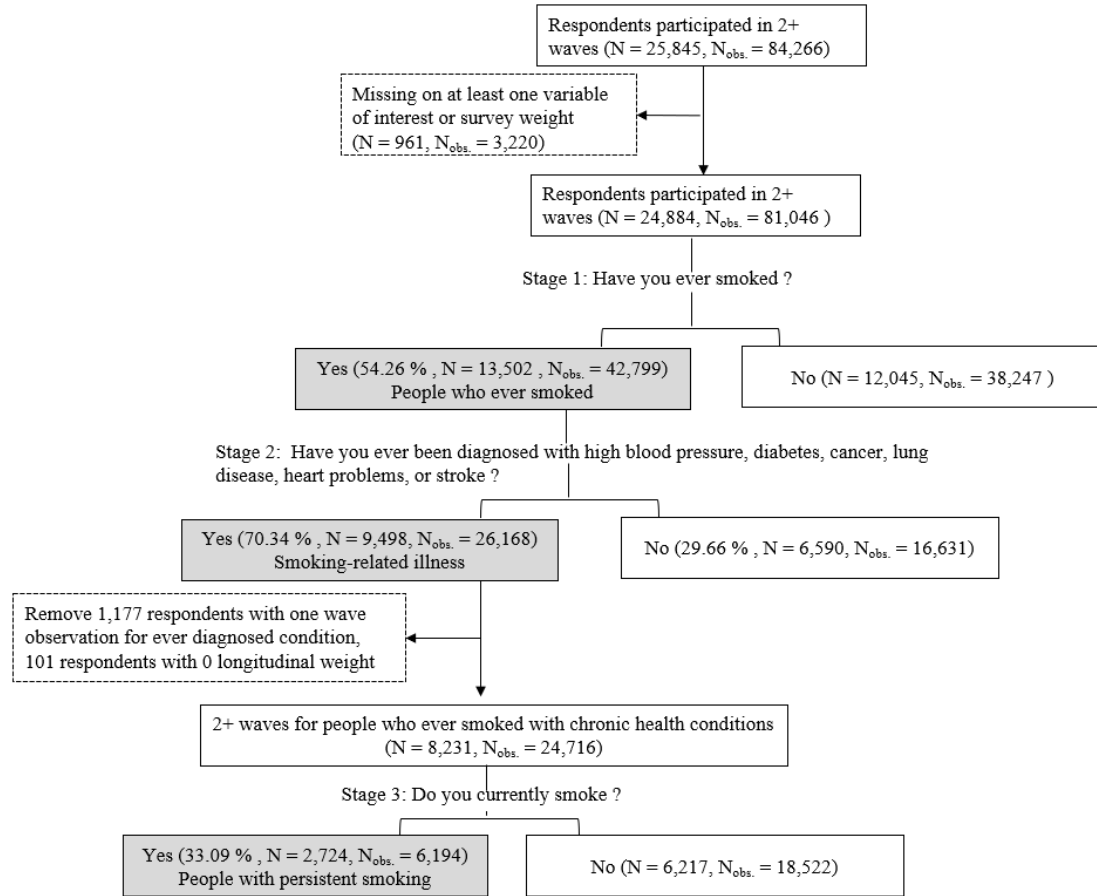 Respondents participated in 2+
waves (N = 25,845, Nobs. = 84,266)
Missing on at least one variable
of interest or survey weight
(N = 961, Nobs. = 3,220)
Respondents participated in 2+
waves (N = 24,884, Nobs. = 81,046 )
Stage 1: Have you ever smoked ?
Yes (54.26 % , N = 13,502 , Nobs. = 42,799)
People who ever smoked
No (N = 12,045, Nobs. = 38,247 )
Stage 2: Have you ever been diagnosed with high blood pressure, diabetes, cancer, lung
disease, heart problems, or stroke ?
Yes (70.34 % , N = 9,498, Nobs. = 26,168)
Smoking-related illness
No (29.66 % , N = 6,590, Nobs. = 16,631)
Remove 1,177 respondents with one wave
observation for ever diagnosed condition,
101 respondents with 0 longitudinal weight
2+ waves for people who ever smoked with chronic health conditions
(N = 8,231, Nobs. = 24,716)
Stage 3: Do you currently smoke ?
Yes (33.09 % , N = 2,724, Nobs. = 6,194)
People with persistent smoking
No (N = 6,217, Nobs. = 18,522)